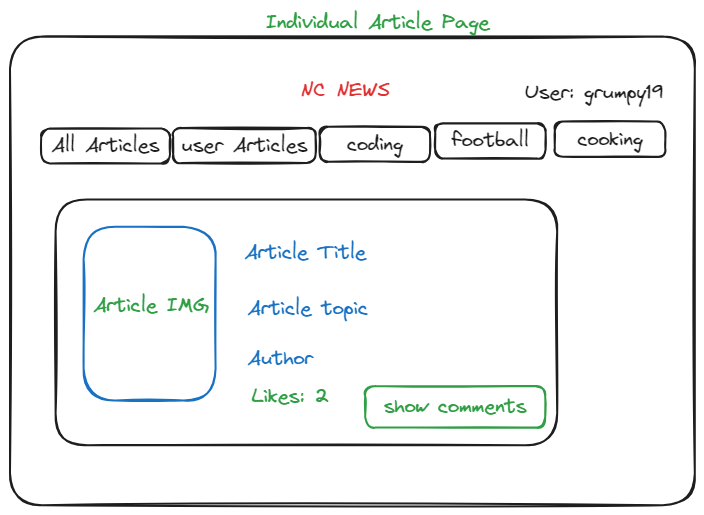 Individual Article Page
NC NEWS
User: grumpy19
All Articles
user Articles
coding
football
cooking
Article IMG
Article Title
Article topic
Author
Likes: 2
show comments